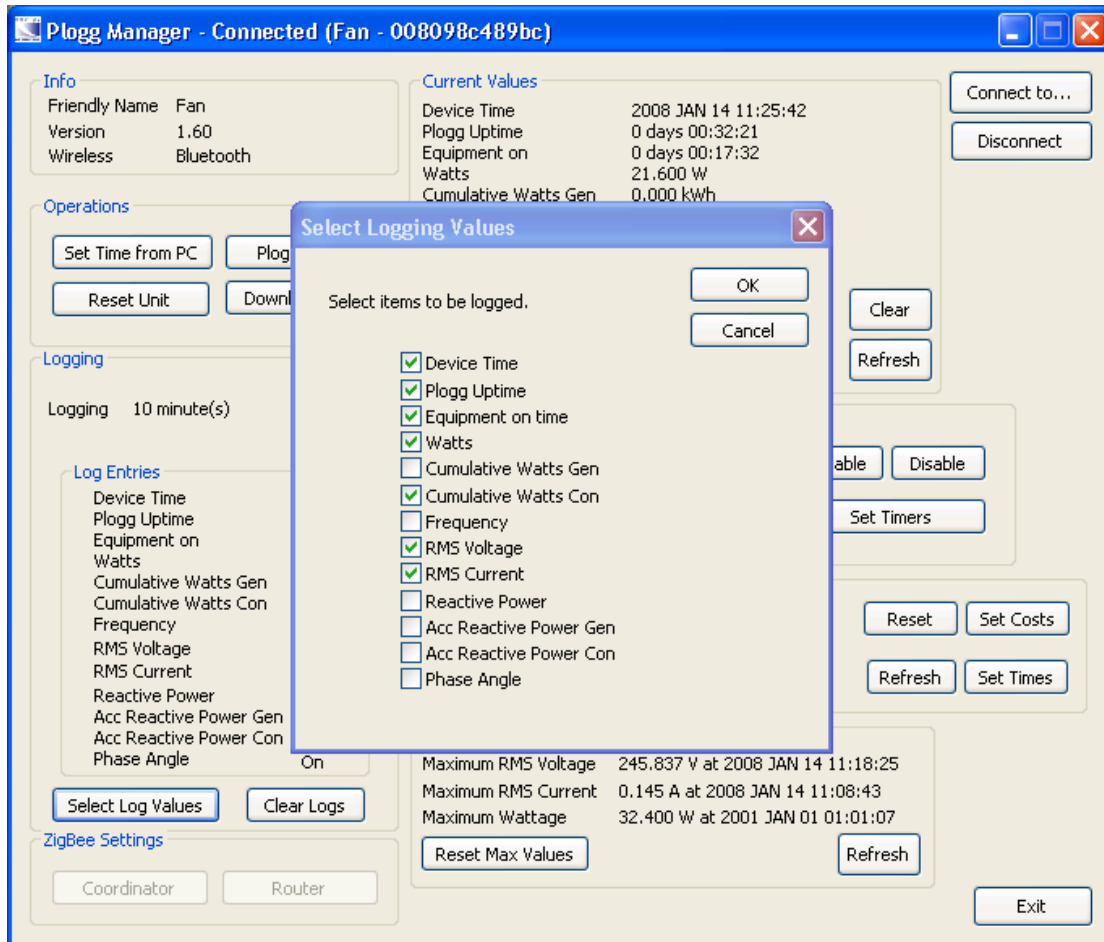 Plogg Manager - Connected (Fan - 008098c489bc)
Info
Friendly Name Fan
Version 1.60
Wireless Bluetooth
Current Values
Device Time 2008 JAN 14 11:25:42
Plogg Uptime 0 days 00:32:21
Equipment on 0 days 00:17:32
Watts 21.600 W
Cumulative Watts Gen 0.000 kWh
Connect to...
Disconnect
Operations
Set Time from PC Plog
Reset Unit Downl
Clear
Refresh
Select Logging Values
Select items to be logged.
OK
Cancel
Device Time
Plogg Uptime
Equipment on time
Watts
Cumulative Watts Gen
Cumulative Watts Con
Frequency
RMS Voltage
RMS Current
Reactive Power
Acc Reactive Power Gen
Acc Reactive Power Con
Phase Angle
Logging
Logging 10 minute(s)
Log Entries
Device Time
Plogg Uptime
Equipment on
Watts
Cumulative Watts Gen
Cumulative Watts Con
Frequency
RMS Voltage
RMS Current
Reactive Power
Acc Reactive Power Gen
Acc Reactive Power Con
Phase Angle On
Select Log Values Clear Logs
able Disable
Set Timers
Reset Set Costs
Refresh Set Times
Maximum RMS Voltage 245.837 V at 2008 JAN 14 11:18:25
Maximum RMS Current 0.145 A at 2008 JAN 14 11:08:43
Maximum Wattage 32.400 W at 2001 JAN 01 01:01:07
Reset Max Values Refresh
ZigBee Settings
Coordinator Router
Exit